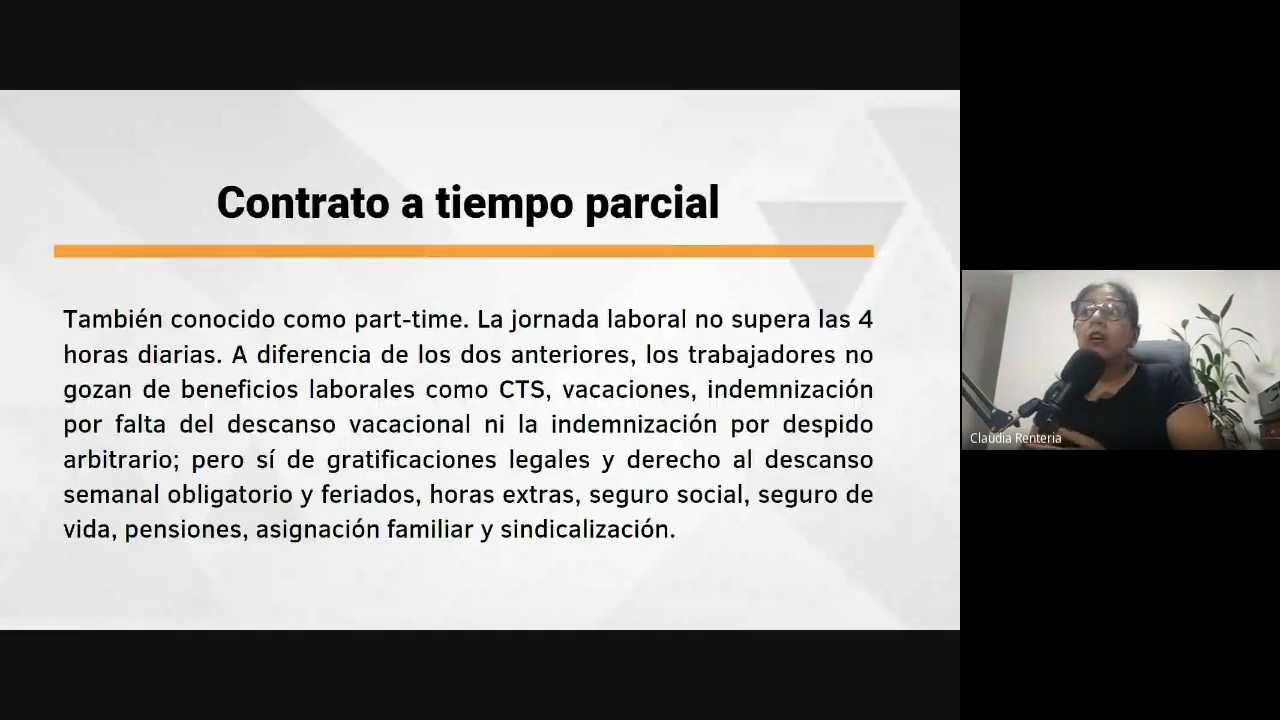 Contrato a tiempo parcial
También conocido como part-time. La jornada laboral no supera las 4
horas diarias. A diferencia de los dos anteriores, los trabajadores no
gozan de beneficios laborales como CTS, vacaciones, indemnización
por falta del descanso vacacional ni la indemnización por despido
arbitrario; pero sí de gratificaciones legales y derecho al descanso
semanal obligatorio y feriados, horas extras, seguro social, seguro de
vida, pensiones, asignación familiar y sindicalización.
Claudia Renteria